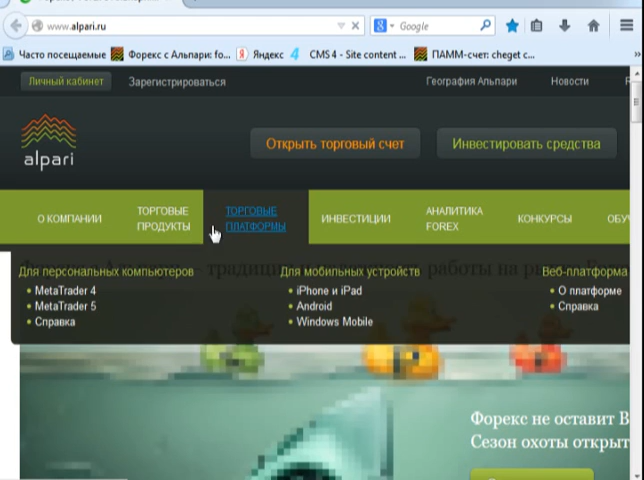 www.alpari.ru
Google
Часто посещаемые Форекс с Альпари: fo... Яндекс CMS 4 - Site content ... ПАММ-счет: cheget c...
Личный кабинет Зарегистрироваться География Альпари Новости
alpari
Открыть торговый счет Инвестировать средства
О КОМПАНИИ
ТОРГОВЫЕ
ПРОДУКТЫ
ТОРГОВЫЕ
ПЛАТФОРМЫ
ИНВЕСТИЦИИ
АНАЛИТИКА
FOREX
КОНКУРСЫ
ОБУ
Для персональных компьютеров
MetaTrader 4
MetaTrader 5
Справка
Для мобильных устройств
iPhone и iPad
Android
Windows Mobile
Веб-платформа
О платформе
Справка
Форекс не оставит В
Сезон охоты открыт